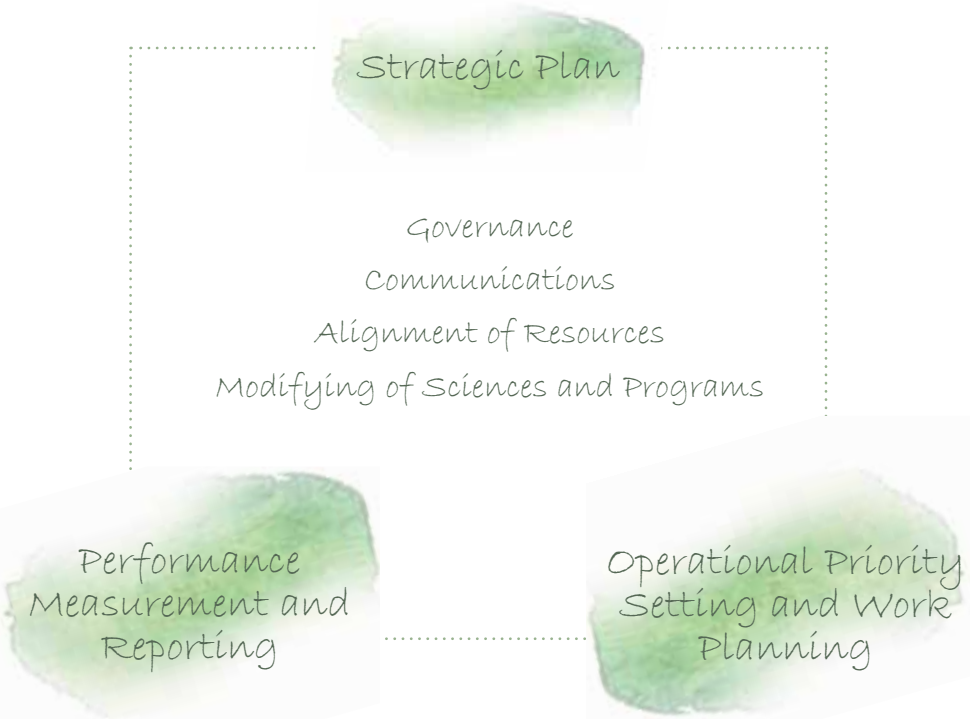 Strategic Plan
Governance
Communications
Alignment of Resources
Modifying of Sciences and Programs
Performance
Measurement and
Reporting
Operational Priority
Setting and Work
Planning